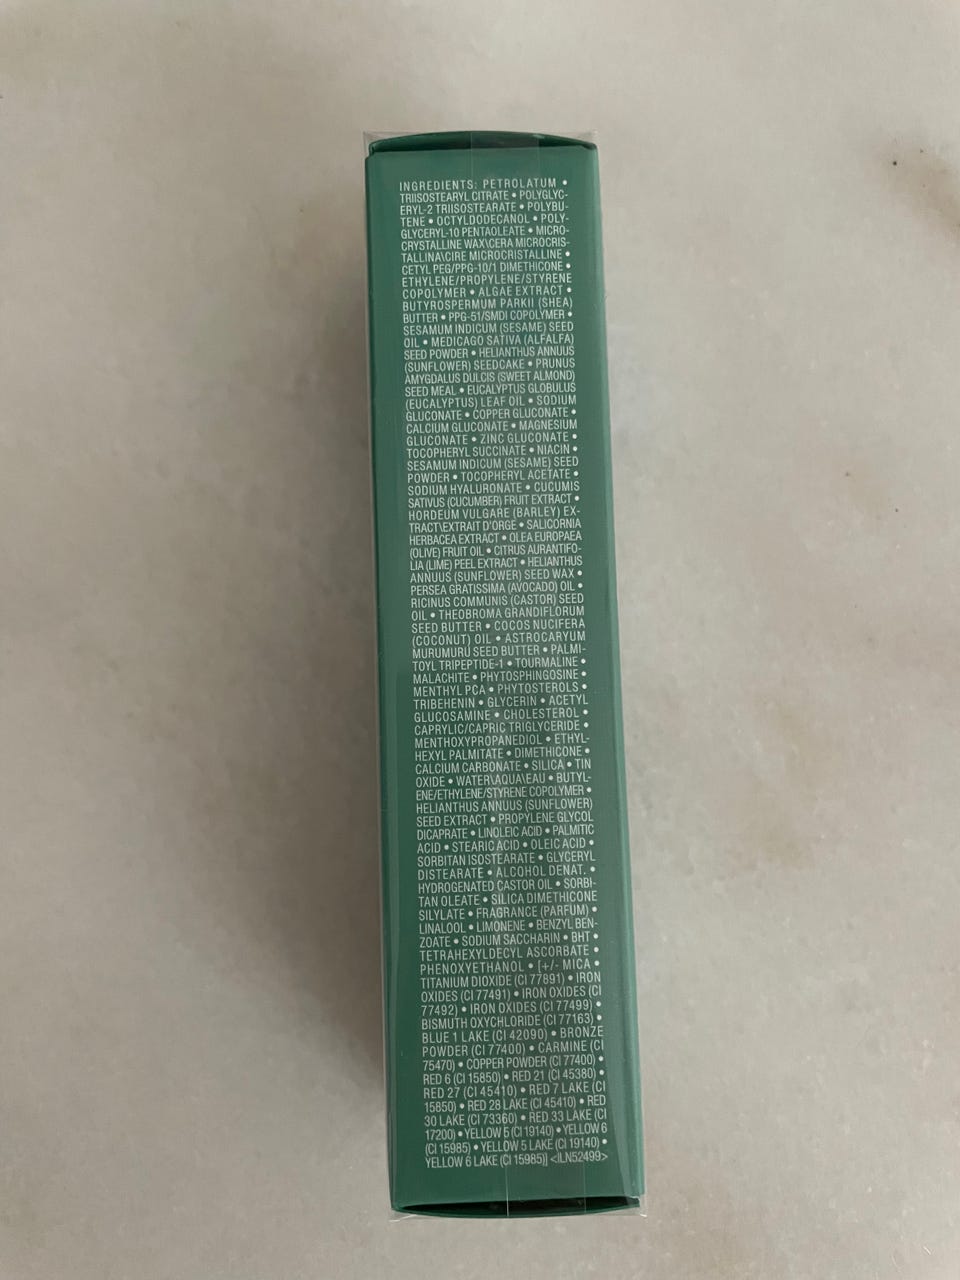 INGREDIENTS: PETROLATUM •
TRIISOSTEARYL CITRATE • POLYGLYC-
ERYL-2 TRIISOSTEARATE • POLYBU-
TENE • OCTYLDODECANOL • POLY-
GLYCERYL-10 PENTAOLEATE • MICRO-
CRYSTALLINE WAX\CERA MICROCRIS-
TALLINA\CIRE MICROCRISTALLINE •
CETYL PEG/PPG-10/1 DIMETHICONE •
ETHYLENE/PROPYLENE/STYRENE
COPOLYMER • ALGAE EXTRACT •
BUTYROSPERMUM PARKII (SHEA)
BUTTER • PPG-51/SMDI COPOLYMER •
SESAMUM INDICUM (SESAME) SEED
OIL • MEDICAGO SATIVA (ALFALFA)
SEED POWDER • HELIANTHUS ANNUUS
(SUNFLOWER) SEEDCAKE • PRUNUS
AMYGDALUS DULCIS (SWEET ALMOND)
SEED MEAL • EUCALYPTUS GLOBULUS
(EUCALYPTUS) LEAF OIL • SODIUM
GLUCONATE • COPPER GLUCONATE •
CALCIUM GLUCONATE • MAGNESIUM
GLUCONATE • ZINC GLUCONATE •
TOCOPHERYL SUCCINATE • NIACIN •
SESAMUM INDICUM (SESAME) SEED
POWDER • TOCOPHERYL ACETATE •
SODIUM HYALURONATE • CUCUMIS
SATIVUS (CUCUMBER) FRUIT EXTRACT •
HORDEUM VULGARE (BARLEY) EX-
TRACT\EXTRAIT D'ORGE • SALICORNIA
HERBACEA EXTRACT • OLEA EUROPAEA
(OLIVE) FRUIT OIL • CITRUS AURANTIFO-
LIA (LIME) PEEL EXTRACT • HELIANTHUS
ANNUUS (SUNFLOWER) SEED WAX •
PERSEA GRATISSIMA (AVOCADO) OIL •
RICINUS COMMUNIS (CASTOR) SEED
OIL • THEOBROMA GRANDIFLORUM
SEED BUTTER • COCOS NUCIFERA
(COCONUT) OIL • ASTROCARYUM
MURUMURU SEED BUTTER • PALMI-
TOYL TRIPEPTIDE-1 • TOURMALINE •
MALACHITE • PHYTOSPHINGOSINE •
MENTHYL PCA • PHYTOSTEROLS •
TRIBEHENIN • GLYCERIN • ACETYL
GLUCOSAMINE • CHOLESTEROL •
CAPRYLIC/CAPRIC TRIGLYCERIDE •
MENTHOXYPROPANEDIOL • ETHYL-
HEXYL PALMITATE • DIMETHICONE •
CALCIUM CARBONATE • SILICA • TIN
OXIDE • WATER\AQUA\EAU • BUTYL-
ENE/ETHYLENE/STYRENE COPOLYMER •
HELIANTHUS ANNUUS (SUNFLOWER)
SEED EXTRACT • PROPYLENE GLYCOL
DICAPRATE • LINOLEIC ACID • PALMITIC
ACID • STEARIC ACID • OLEIC ACID •
SORBITAN ISOSTEARATE • GLYCERYL
DISTEARATE • ALCOHOL DENAT. •
HYDROGENATED CASTOR OIL • SORBI-
TAN OLEATE • SILICA DIMETHICONE
SILYLATE • FRAGRANCE (PARFUM) •
LINALOOL • LIMONENE • BENZYL BEN-
ZOATE • SODIUM SACCHARIN • BHT •
TETRAHEXYLDECYL ASCORBATE •
PHENOXYETHANOL • [+/- MICA •
TITANIUM DIOXIDE (CI 77891) • IRON
OXIDES (CI 77491) • IRON OXIDES (CI
77492) • IRON OXIDES (CI 77499) •
BISMUTH OXYCHLORIDE (CI 77163) •
BLUE 1 LAKE (CI 42090) • BRONZE
POWDER (CI 77400) • CARMINE (CI
75470) • COPPER POWDER (CI 77400) •
RED 6 (CI 15850) • RED 21 (CI 45380) •
RED 27 (CI 45410) • RED 7 LAKE (CI
15850) • RED 28 LAKE (CI 45410) • RED
30 LAKE (CI 73360) • RED 33 LAKE (CI
17200) • YELLOW 5 (CI 19140) • YELLOW 6
(CI 15985) • YELLOW 5 LAKE (CI 19140) •
YELLOW 6 LAKE (CI 15985)] <ILN52499>